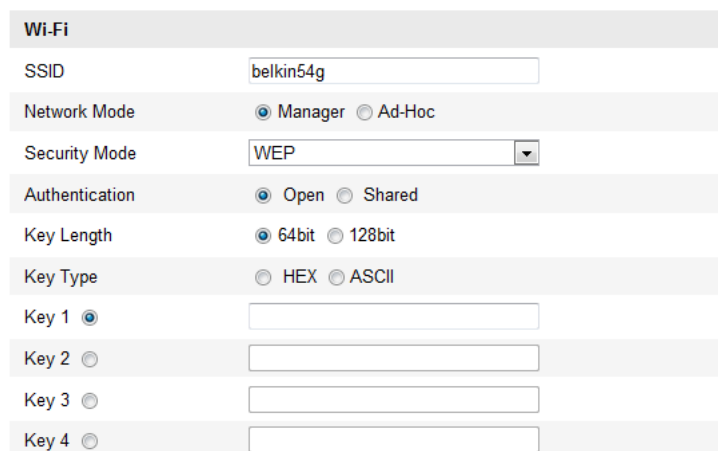 Wi-Fi
SSID belkin54g
Network Mode Manager Ad-Hoc
Security Mode WEP
Authentication Open Shared
Key Length 64bit 128bit
Key Type HEX ASCII
Key 1
Key 2
Key 3
Key 4